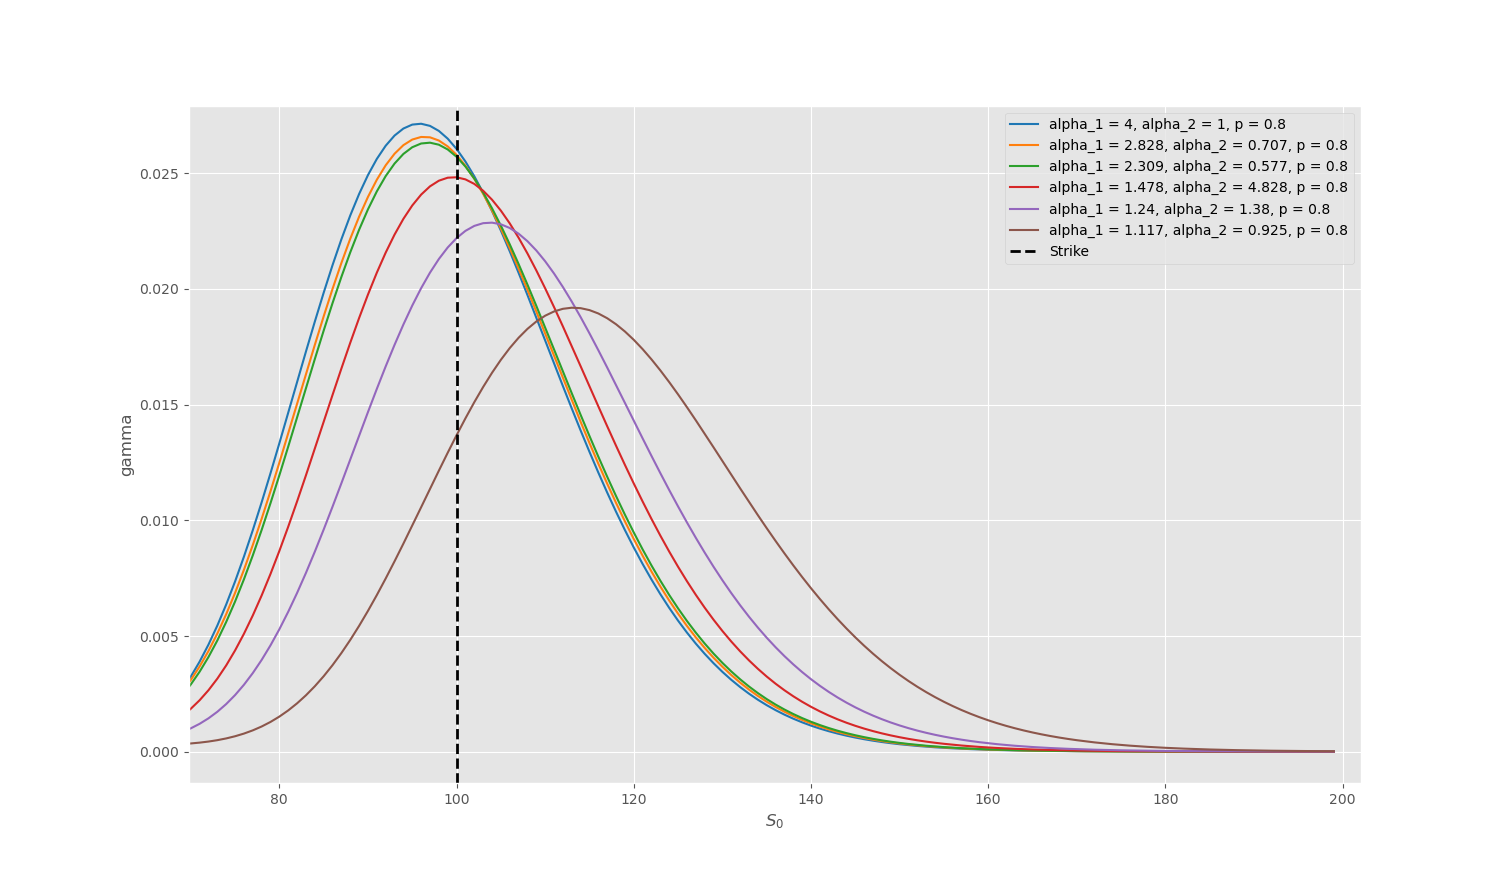 alpha_1 = 4, alpha_2 = 1, p = 0.8
alpha_1 = 2.828, alpha_2 = 0.707, p = 0.8
alpha_1 = 2.309, alpha_2 = 0.577, p = 0.8
alpha_1 = 1.478, alpha_2 = 4.828, p = 0.8
alpha_1 = 1.24, alpha_2 = 1.38, p = 0.8
alpha_1 = 1.117, alpha_2 = 0.925, p = 0.8
Strike
0.025
0.020
0.015
0.010
0.005
0.000
gamma
80 100 120 140 160 180 200
S₀